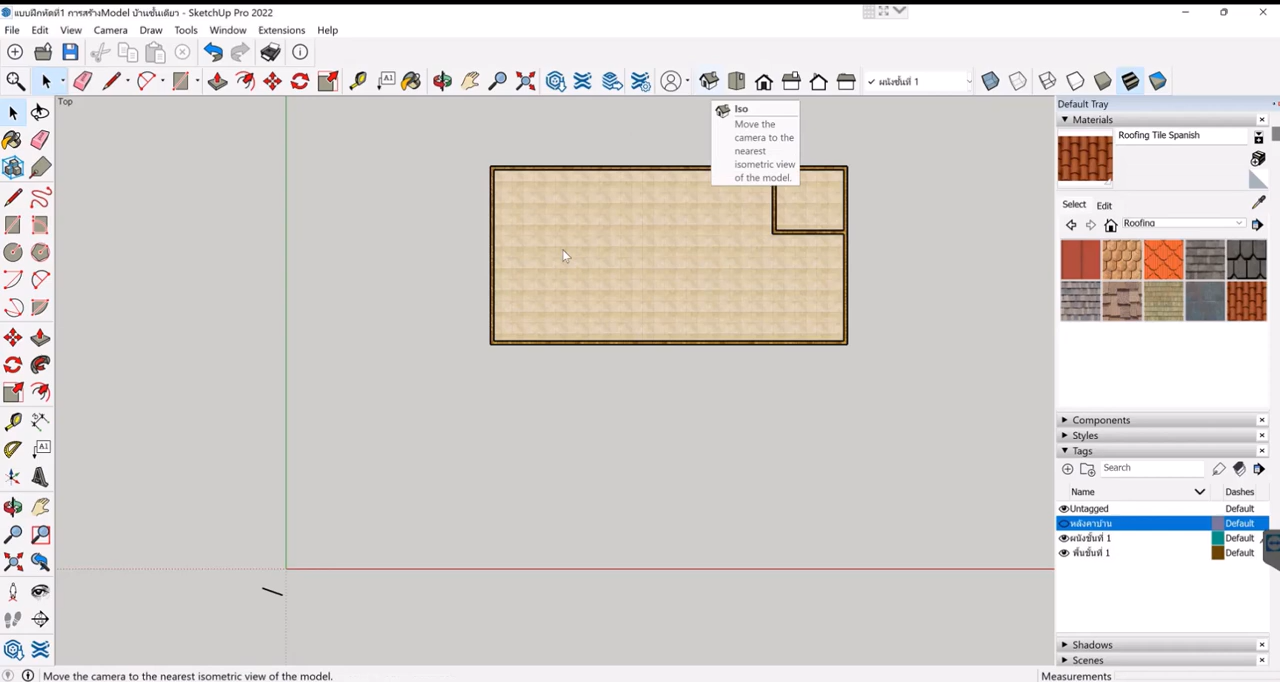 แบบฝึกหัดที่1 การสร้างModel บ้านชั้นเดียว - SketchUp Pro 2022
File Edit View Camera Draw Tools Window Extensions Help
ผนังชั้นที่ 1
Top
Iso
Move the
camera to the
nearest
isometric view
of the model.
Default Tray
Materials
Roofing Tile Spanish
Select Edit
Roofing
Components
Styles
Tags
Search
Name Dashes
Untagged Default
หลังคาบ้าน Default
ผนังชั้นที่ 1 Default
พื้นชั้นที่ 1 Default
Shadows
Scenes
Move the camera to the nearest isometric view of the model. Measurements